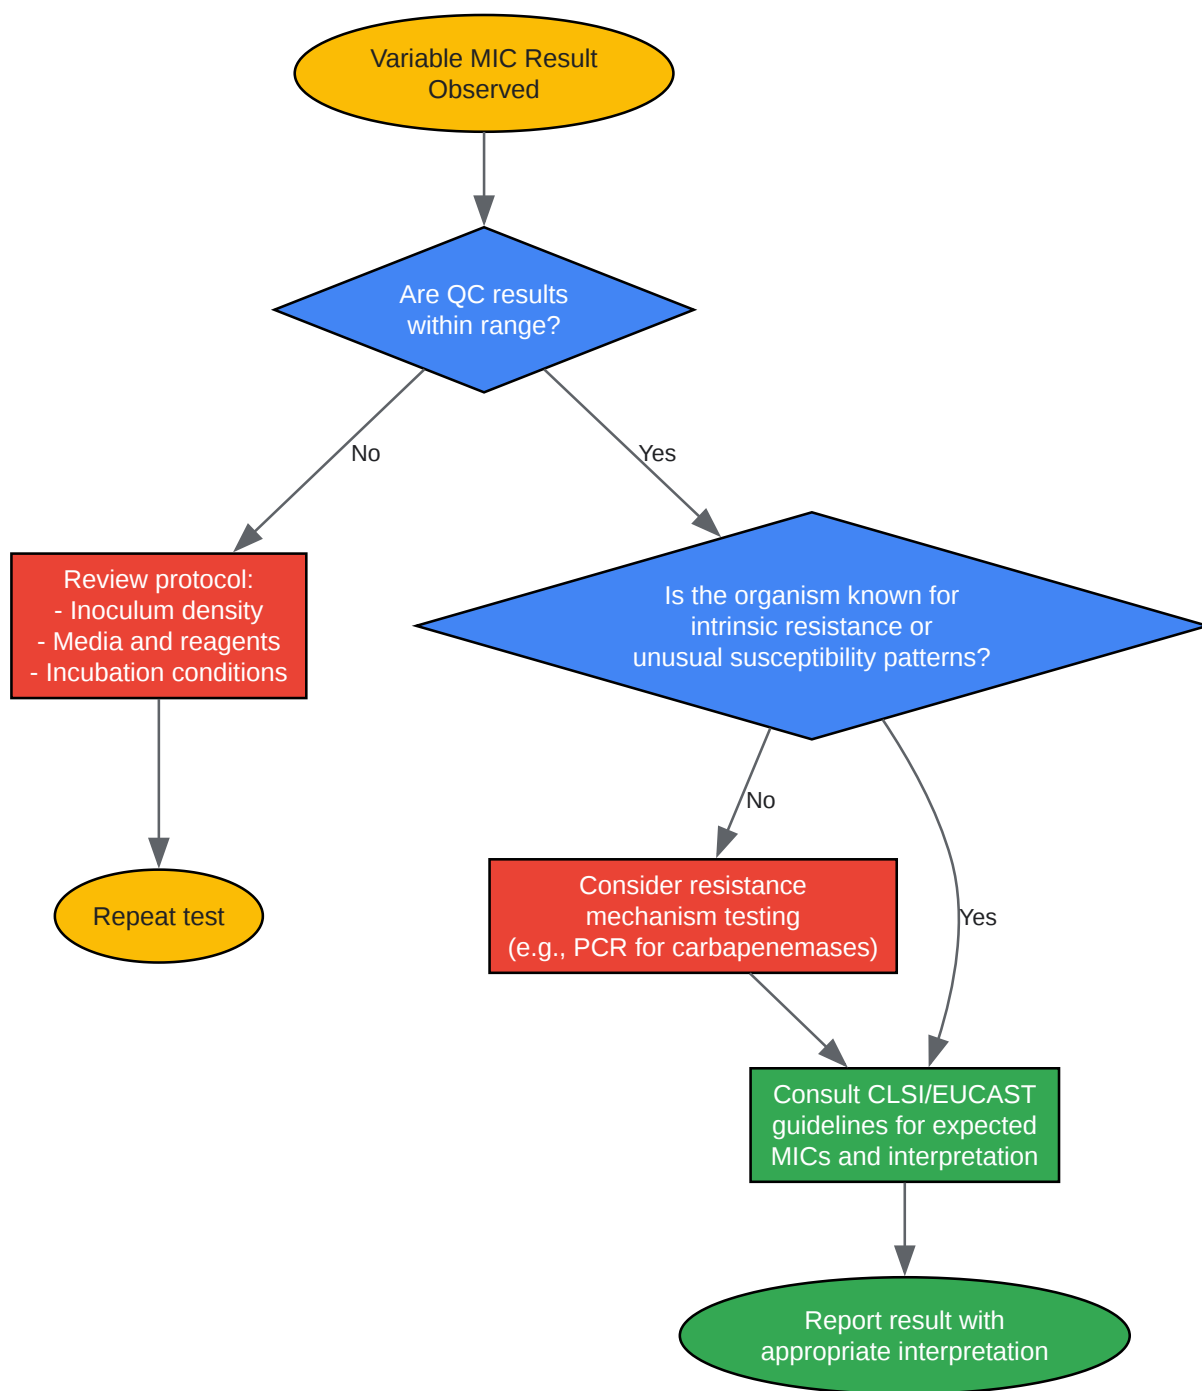 Variable MIC Result
Observed
Are QC results
within range?
No
Yes
Review protocol:
- Inoculum density
- Media and reagents
- Incubation conditions
Is the organism known for
intrinsic resistance or
unusual susceptibility patterns?
No
Yes
Repeat test
Consider resistance
mechanism testing
(e.g., PCR for carbapenemases)
Consult CLSI/EUCAST
guidelines for expected
MICs and interpretation
Report result with
appropriate interpretation